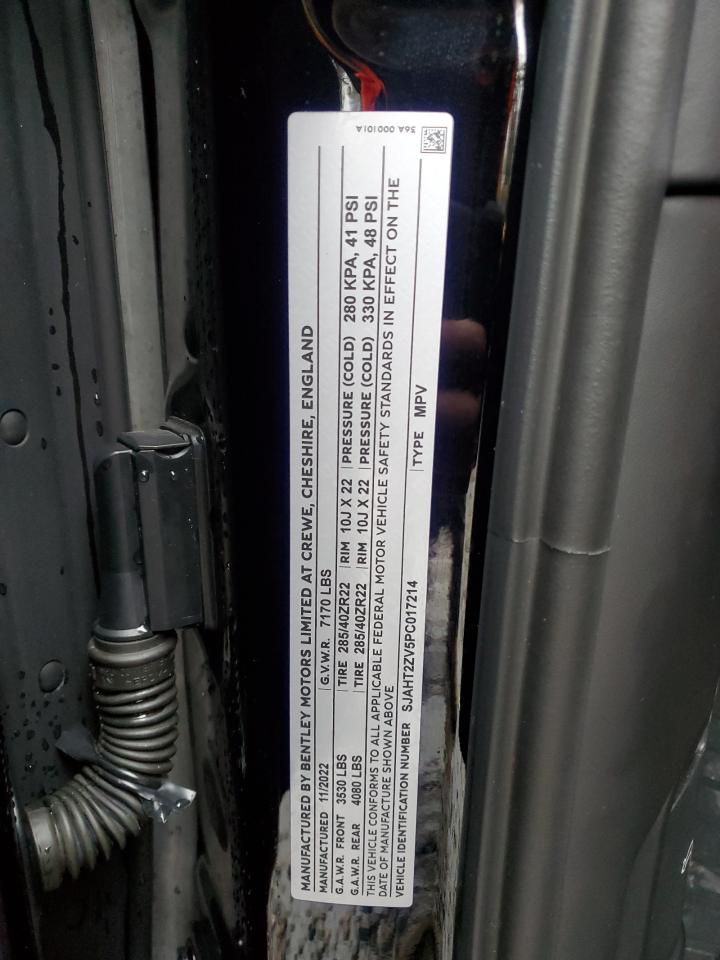 MANUFACTURED BY BENTLEY MOTORS LIMITED AT CREWE, CHESHIRE, ENGLAND
MANUFACTURED 11/2022 G.V.W.R. 7170 LBS
G.A.W.R. FRONT 3530 LBS TIRE 285/40ZR22 RIM 10J X 22 PRESSURE (COLD) 280 KPA, 41 PSI
G.A.W.R. REAR 4080 LBS TIRE 285/40ZR22 RIM 10J X 22 PRESSURE (COLD) 330 KPA, 48 PSI
THIS VEHICLE CONFORMS TO ALL APPLICABLE FEDERAL MOTOR VEHICLE SAFETY STANDARDS IN EFFECT ON THE
DATE OF MANUFACTURE SHOWN ABOVE
VEHICLE IDENTIFICATION NUMBER SJAHT2ZV5PC017214 TYPE MPV
36A 000101A